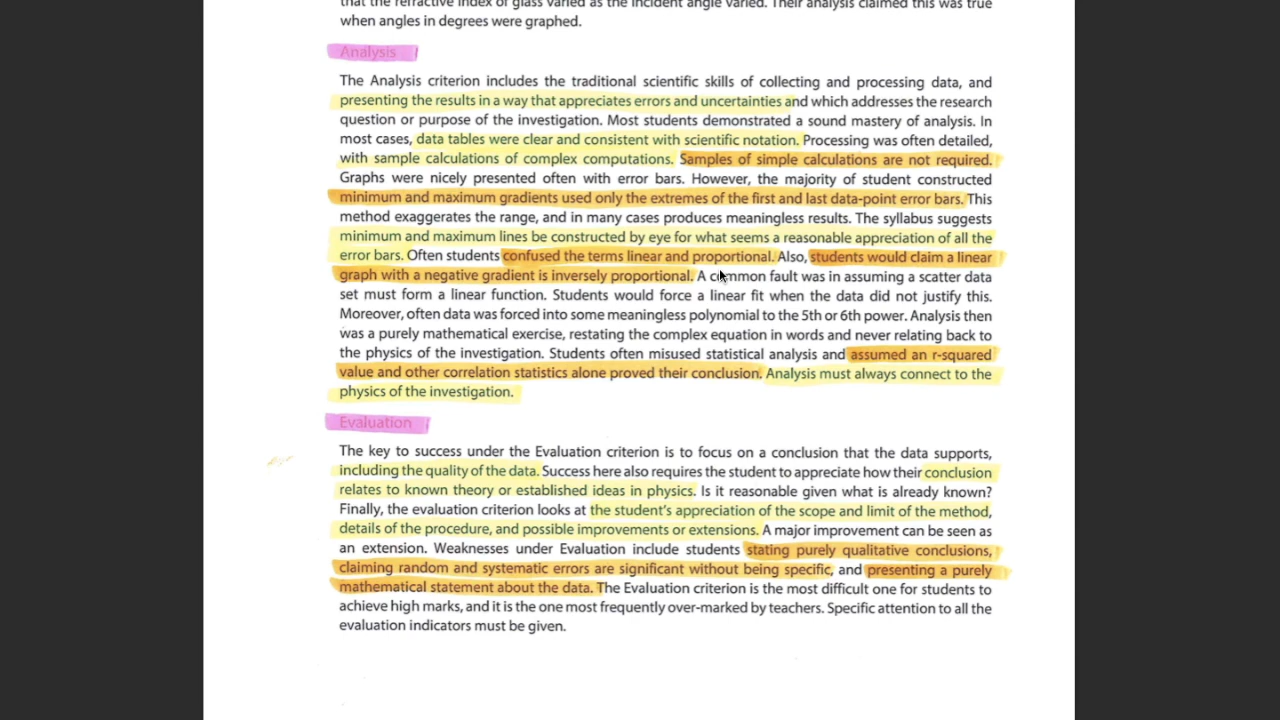 that the refractive index of glass varied as the incident angle varied. Their analysis claimed this was true
when angles in degrees were graphed.
Analysis
The Analysis criterion includes the traditional scientific skills of collecting and processing data, and
presenting the results in a way that appreciates errors and uncertainties and which addresses the research
question or purpose of the investigation. Most students demonstrated a sound mastery of analysis. In
most cases, data tables were clear and consistent with scientific notation. Processing was often detailed,
with sample calculations of complex computations. Samples of simple calculations are not required.
Graphs were nicely presented often with error bars. However, the majority of student constructed
minimum and maximum gradients used only the extremes of the first and last data-point error bars. This
method exaggerates the range, and in many cases produces meaningless results. The syllabus suggests
minimum and maximum lines be constructed by eye for what seems a reasonable appreciation of all the
error bars. Often students confused the terms linear and proportional. Also, students would claim a linear
graph with a negative gradient is inversely proportional. A common fault was in assuming a scatter data
set must form a linear function. Students would force a linear fit when the data did not justify this.
Moreover, often data was forced into some meaningless polynomial to the 5th or 6th power. Analysis then
was a purely mathematical exercise, restating the complex equation in words and never relating back to
the physics of the investigation. Students often misused statistical analysis and assumed an r-squared
value and other correlation statistics alone proved their conclusion. Analysis must always connect to the
physics of the investigation.
Evaluation
The key to success under the Evaluation criterion is to focus on a conclusion that the data supports,
including the quality of the data. Success here also requires the student to appreciate how their conclusion
relates to known theory or established ideas in physics. Is it reasonable given what is already known?
Finally, the evaluation criterion looks at the student's appreciation of the scope and limit of the method,
details of the procedure, and possible improvements or extensions. A major improvement can be seen as
an extension. Weaknesses under Evaluation include students stating purely qualitative conclusions,
claiming random and systematic errors are significant without being specific, and presenting a purely
mathematical statement about the data. The Evaluation criterion is the most difficult one for students to
achieve high marks, and it is the one most frequently over-marked by teachers. Specific attention to all the
evaluation indicators must be given.